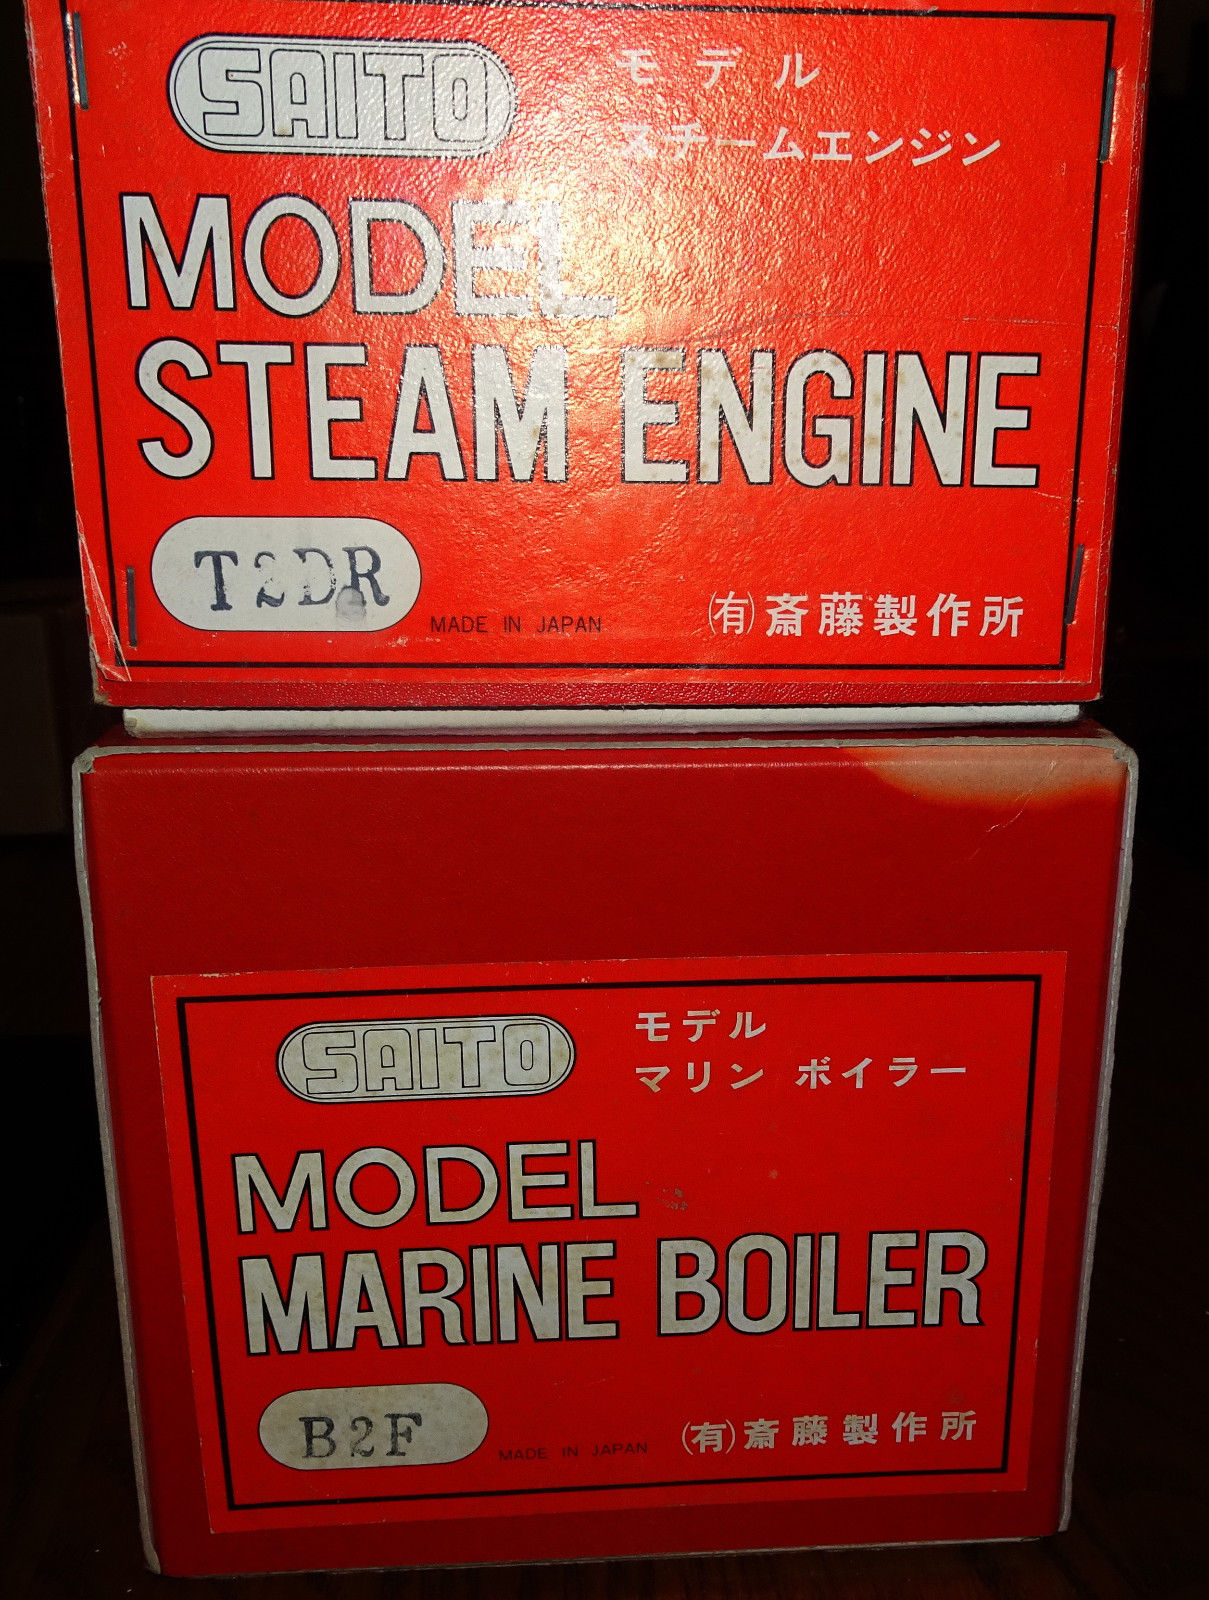 SAITO
モデル
スチームエンジン
MODEL
STEAM ENGINE
T2DR
MADE IN JAPAN
(有)斎藤製作所
SAITO
モデル
マリン ボイラー
MODEL
MARINE BOILER
B2F
MADE IN JAPAN
(有)斎藤製作所